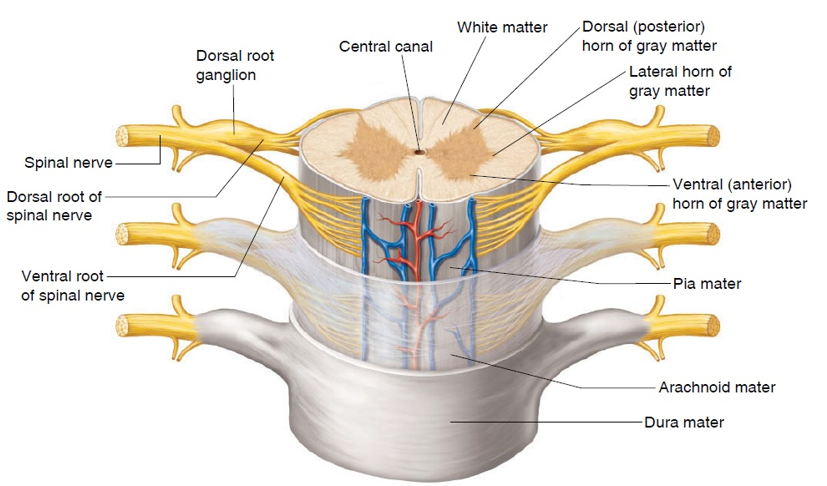 White matter
Dorsal (posterior)
horn of gray matter
Central canal
Dorsal root
ganglion
Lateral horn of
gray matter
Spinal nerve
Dorsal root of
spinal nerve
Ventral (anterior)
horn of gray matter
Ventral root
of spinal nerve
Pia mater
Arachnoid mater
Dura mater